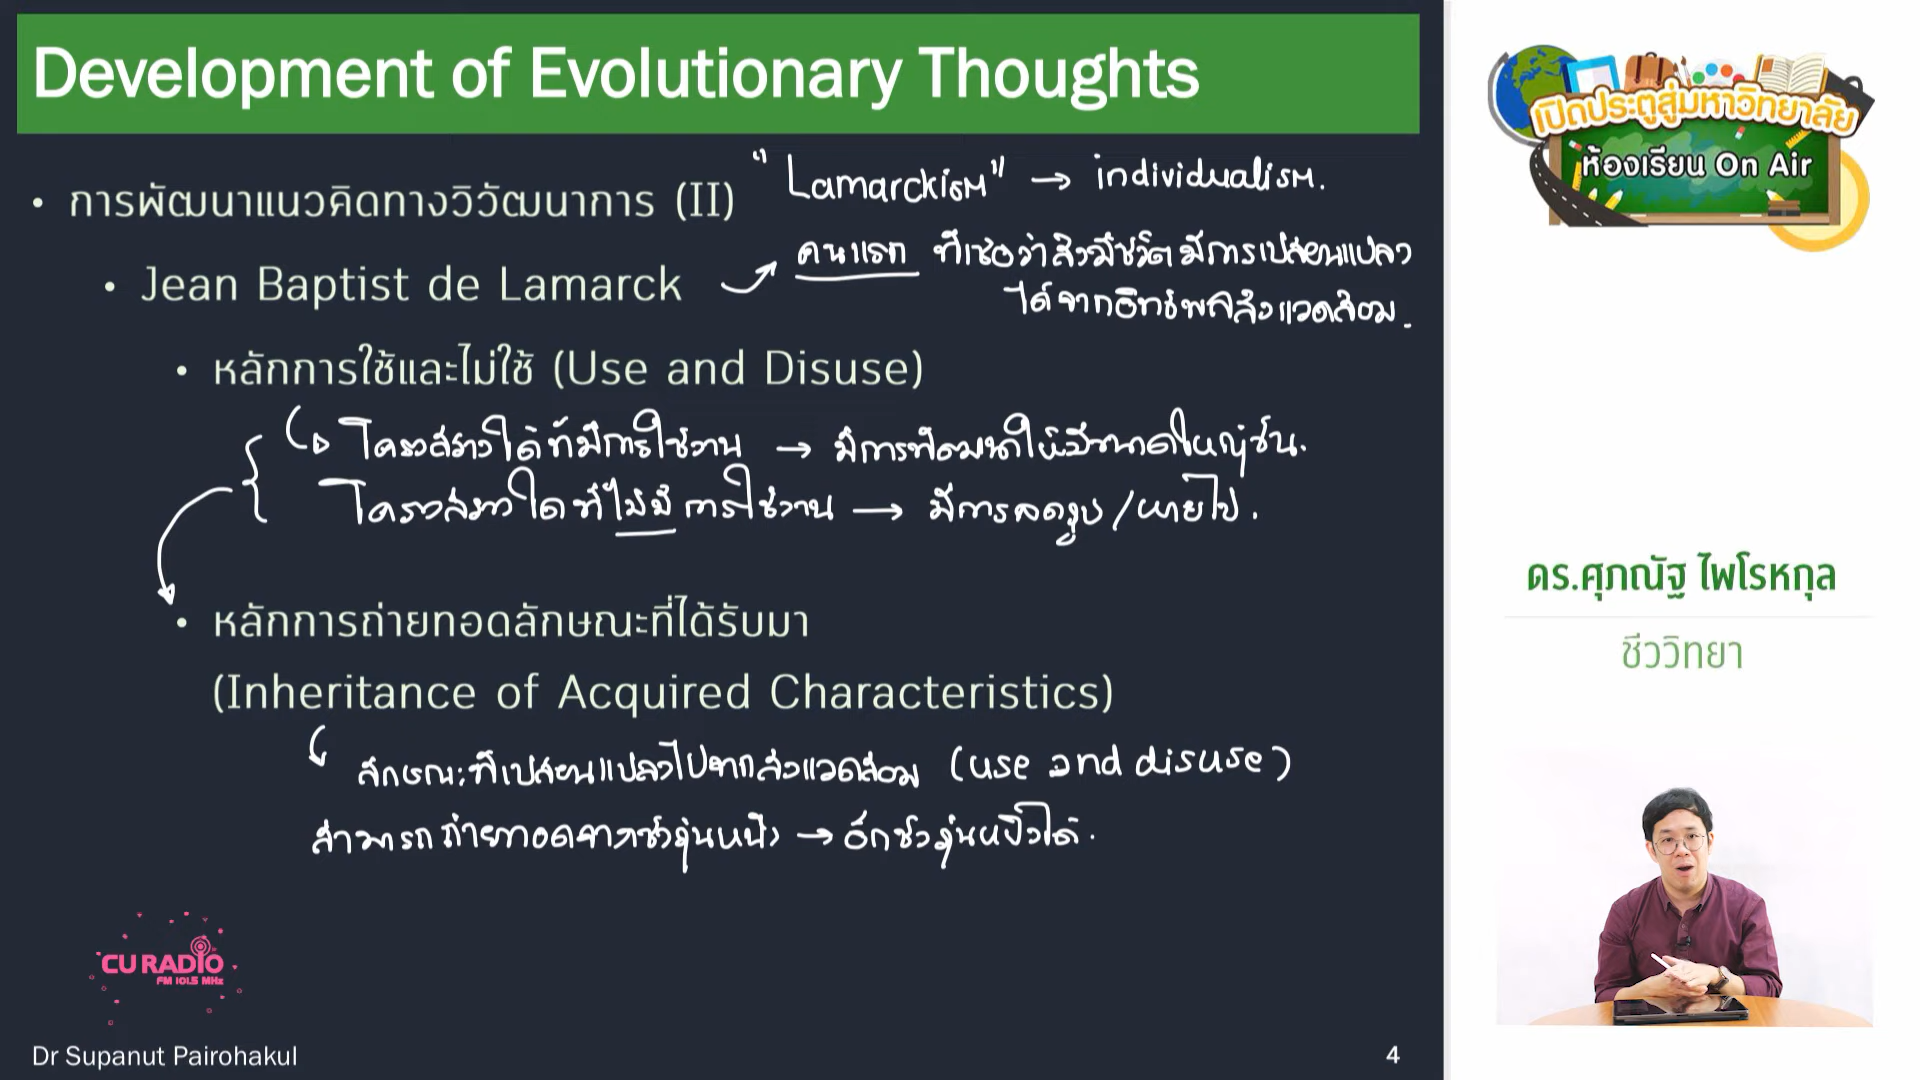 Development of Evolutionary Thoughts
• การพัฒนาแนวคิดทางวิวัฒนาการ (II)
"Lamarckism" → individualism.
• Jean Baptist de Lamarck
คนแรก ที่เชื่อว่าสิ่งมีชีวิตมีการเปลี่ยนแปลง
ได้จากอิทธิพลสิ่งแวดล้อม.
• หลักการใช้และไม่ใช้ (Use and Disuse)
โครงสร้างใดที่มีการใช้งาน → มีการพัฒนาให้มีขนาดใหญ่ขึ้น.
โครงสร้างใดที่ไม่มีการใช้งาน → มีการลดรูป/หายไป.
• หลักการถ่ายทอดลักษณะที่ได้รับมา
(Inheritance of Acquired Characteristics)
ลักษณะที่เปลี่ยนแปลงไปจากสิ่งแวดล้อม (use and disuse)
สามารถถ่ายทอดจากชั่วรุ่นหนึ่ง → อีกชั่วรุ่นหนึ่งได้.
CU RADIO
FM 101.5 MHz
Dr Supanut Pairohakul
4
เปิดประตูสู่มหาวิทยาลัย
ห้องเรียน On Air
ดร.ศุภณัฐ ไพโรหกุล
ชีววิทยา